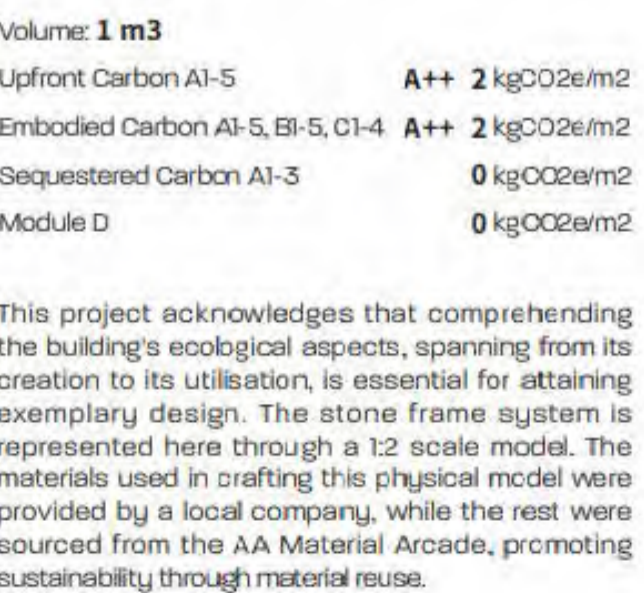 Volume: 1 m3
Upfront Carbon A1-5 A++ 2 kgCO2e/m2
Embodied Carbon A1-5, B1-5, C1-4 A++ 2 kgCO2e/m2
Sequestered Carbon A1-3 0 kgCO2e/m2
Module D 0 kgCO2e/m2
This project acknowledges that comprehending
the building's ecological aspects, spanning from its
creation to its utilisation, is essential for attaining
exemplary design. The stone frame system is
represented here through a 1:2 scale model. The
materials used in crafting this physical model were
provided by a local company, while the rest were
sourced from the AA Material Arcade, promoting
sustainability through material reuse.